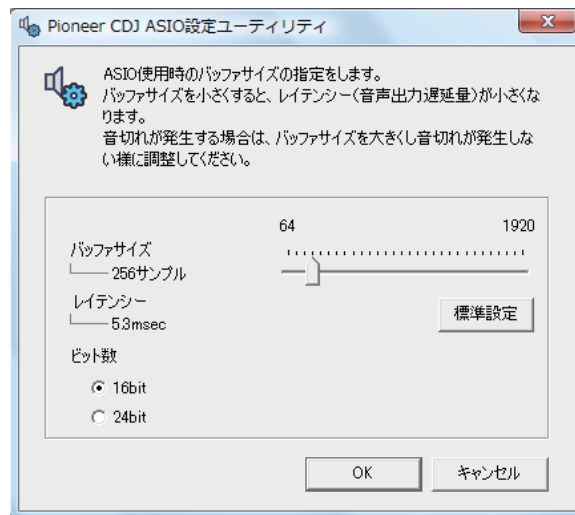 Pioneer CDJ ASIO設定ユーティリティ
ASIO使用時のバッファサイズの指定をします。
バッファサイズを小さくすると、レイテンシー(音声出力遅延量)が小さくな
ります。
音切れが発生する場合は、バッファサイズを大きくし音切れが発生しな
い様に調整してください。
64 1920
バッファサイズ
256サンプル
レイテンシー
5.3msec
標準設定
ビット数
16bit
24bit
OK キャンセル